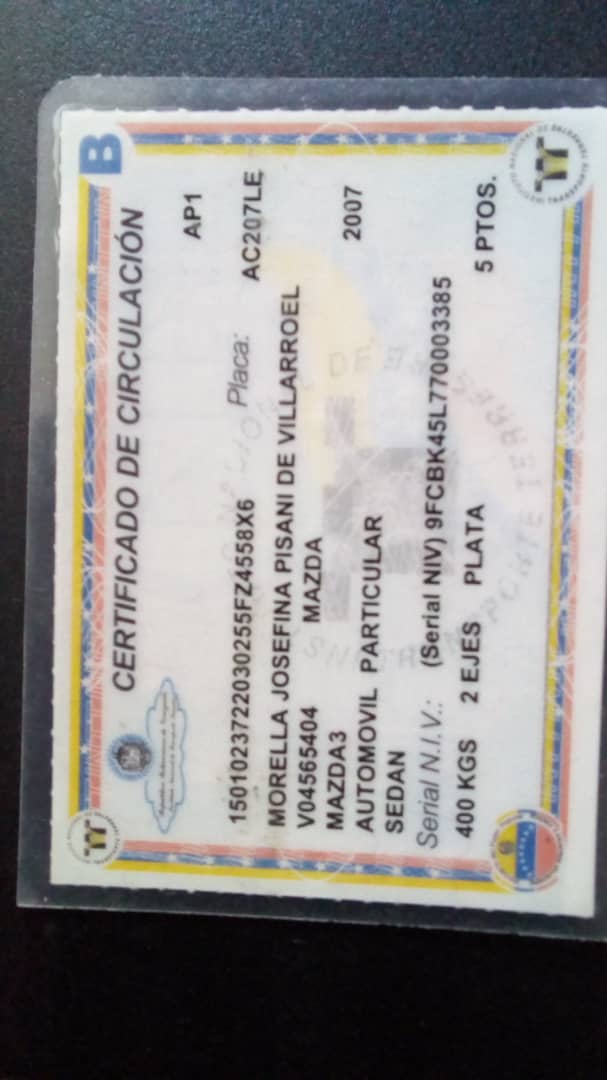 B
CERTIFICADO DE CIRCULACIÓN
AP1
1501023722030255FZ4558X6 Placa: AC207LE
MORELLA JOSEFINA PISANI DE VILLARROEL
V04565404 MAZDA 2007
MAZDA3
AUTOMOVIL PARTICULAR
SEDAN
Serial N.I.V.: (Serial NIV) 9FCBK45L770003385
400 KGS 2 EJES PLATA 5 PTOS.